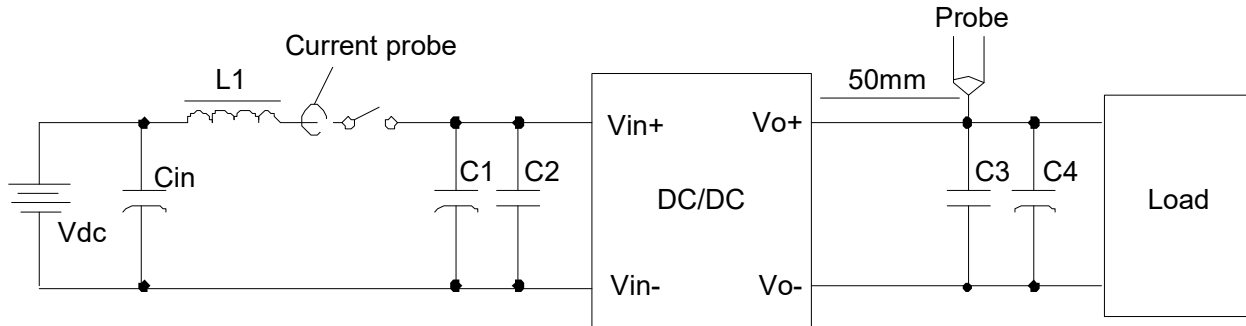 Probe
Current probe
L1
50mm
Vin+
Vo+
Cin
C1
C2
C3
C4
DC/DC
Load
Vdc
Vin-
Vo-